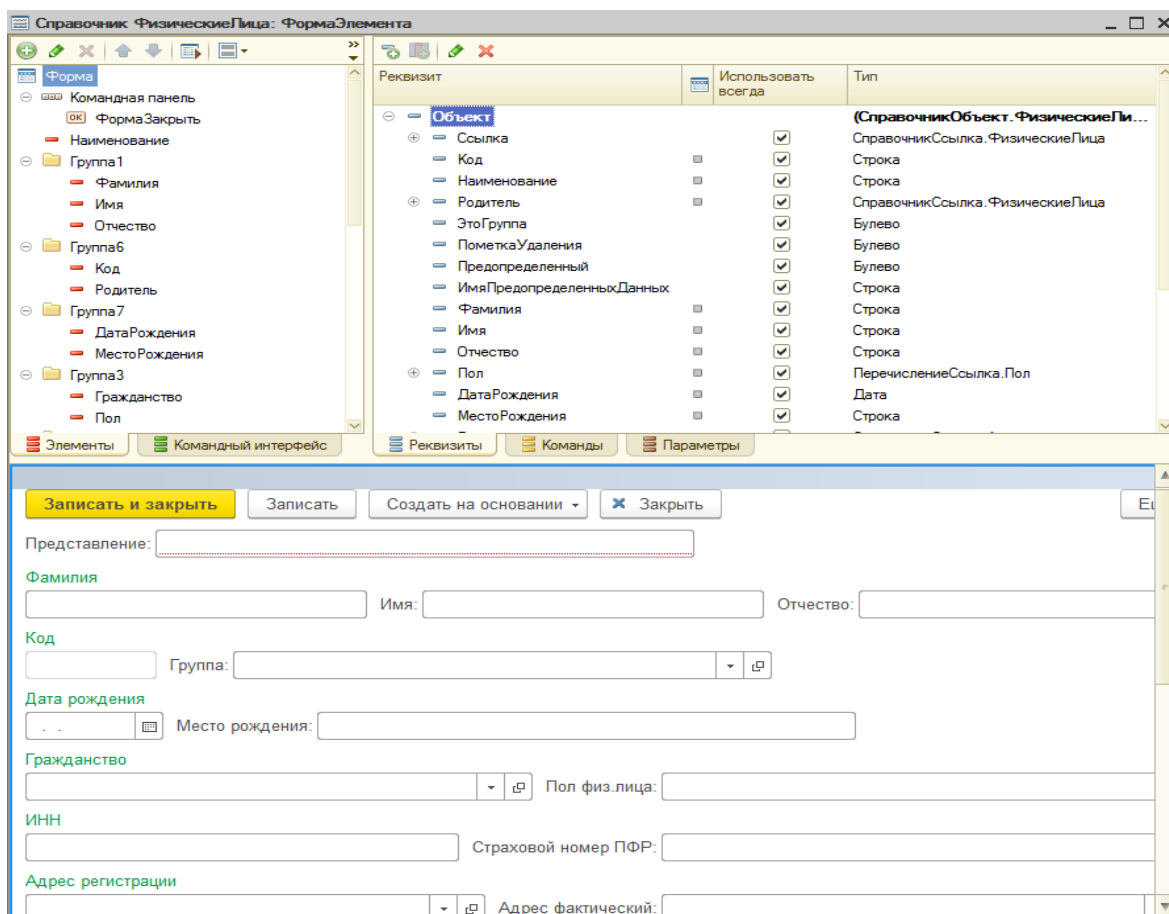 Справочник ФизическиеЛица: ФормаЭлемента
Форма
Командная панель
OK ФормаЗакрыть
Наименование
Группа1
Фамилия
Имя
Отчество
Группа6
Код
Родитель
Группа7
ДатаРождения
МестоРождения
Группа3
Гражданство
Пол
Элементы Командный интерфейс
Реквизит Использовать всегда Тип
Объект (СправочникОбъект.ФизическиеЛи...
Ссылка СправочникСсылка.ФизическиеЛица
Код Строка
Наименование Строка
Родитель СправочникСсылка.ФизическиеЛица
ЭтоГруппа Булево
ПометкаУдаления Булево
Предопределенный Булево
ИмяПредопределенныхДанных Строка
Фамилия Строка
Имя Строка
Отчество Строка
Пол ПеречислениеСсылка.Пол
ДатаРождения Дата
МестоРождения Строка
Реквизиты Команды Параметры
Записать и закрыть Записать Создать на основании Закрыть
Представление:
Фамилия
Имя: Отчество:
Код
Группа:
Дата рождения
. . Место рождения:
Гражданство
Пол физ.лица:
ИНН
Страховой номер ПФР:
Адрес регистрации
Адрес фактический: